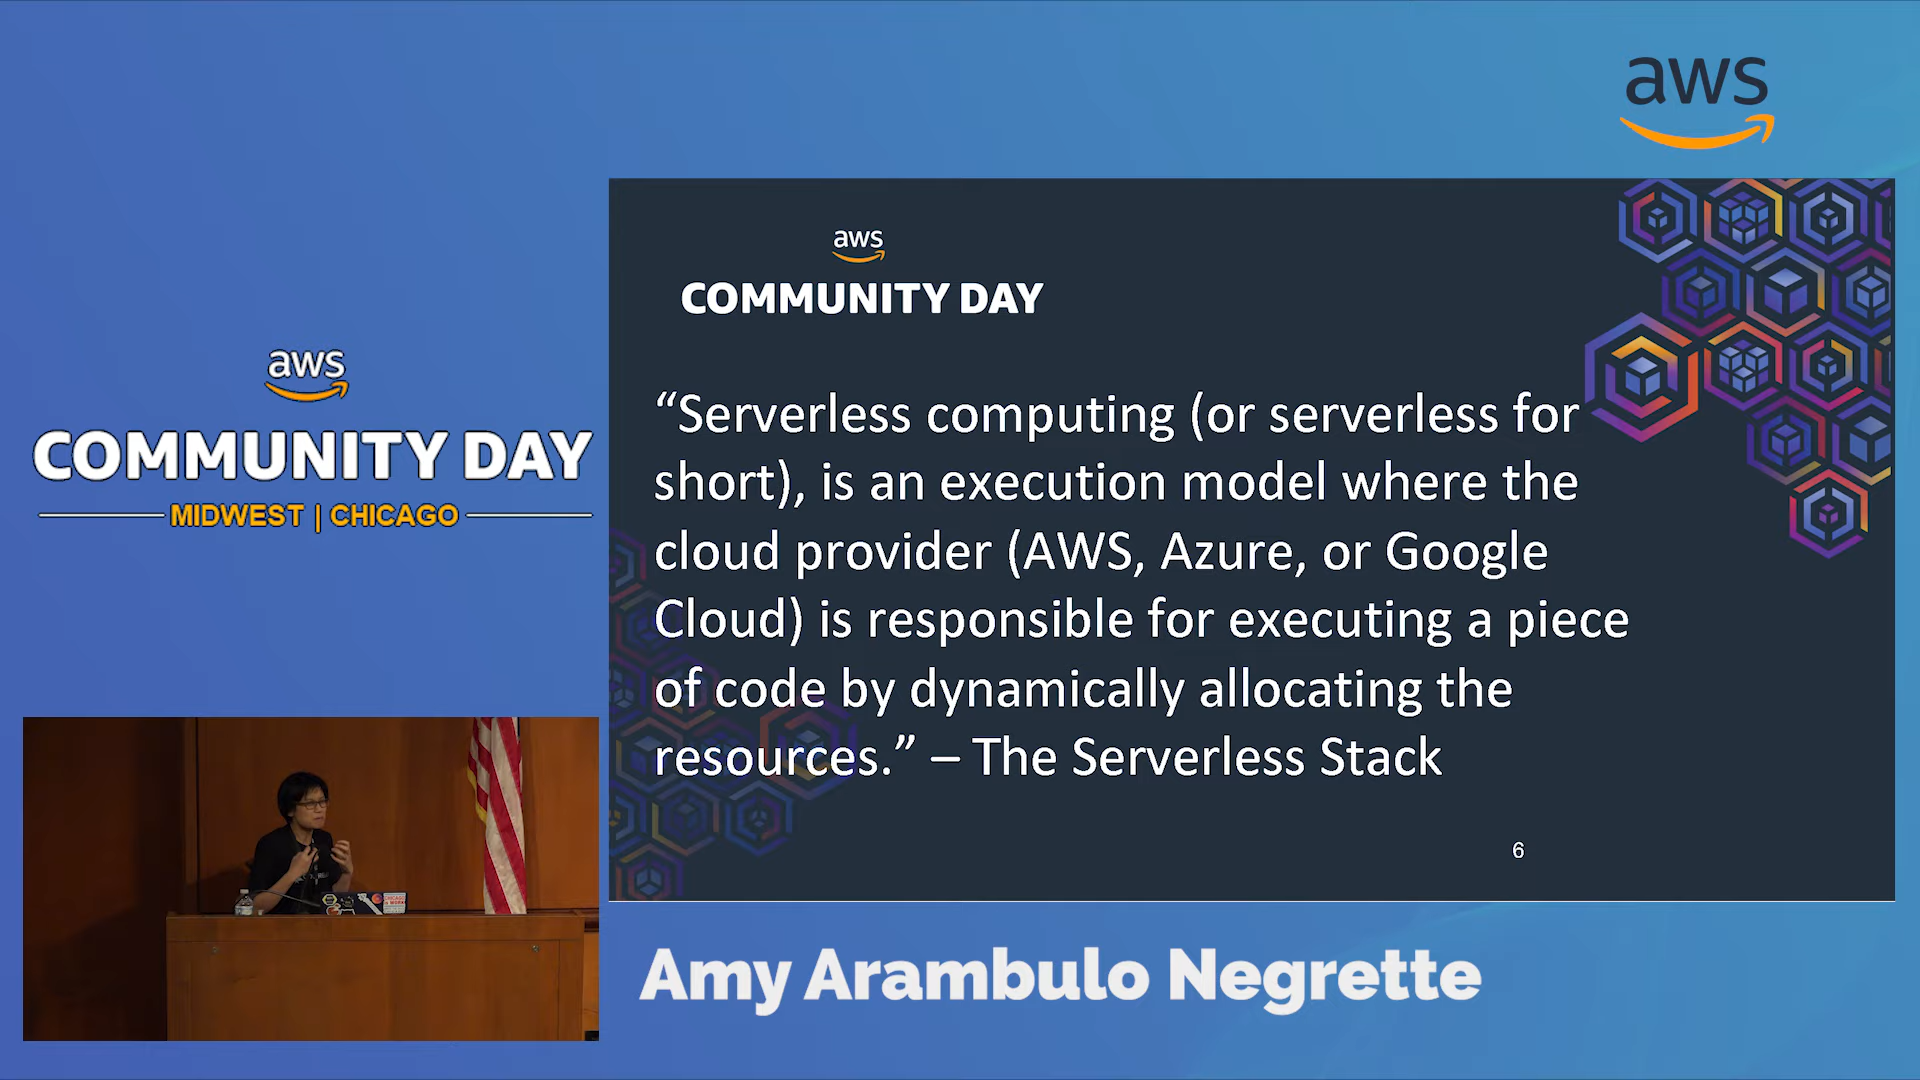 aws
aws
COMMUNITY DAY
MIDWEST | CHICAGO
aws
COMMUNITY DAY
“Serverless computing (or serverless for
short), is an execution model where the
cloud provider (AWS, Azure, or Google
Cloud) is responsible for executing a piece
of code by dynamically allocating the
resources.” – The Serverless Stack
6
Amy Arambulo Negrette